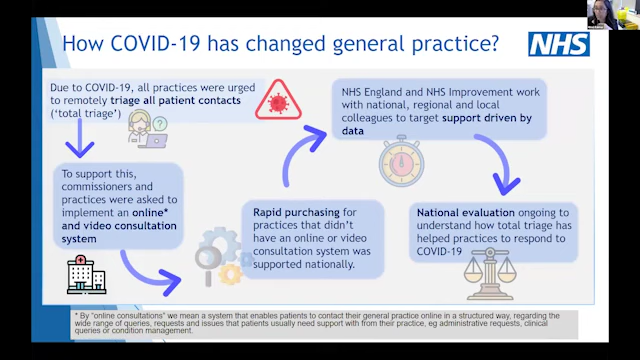 How COVID-19 has changed general practice?
NHS
Due to COVID-19, all practices were urged
to remotely triage all patient contacts
('total triage')
To support this,
commissioners and
practices were asked to
implement an online*
and video consultation
system
Rapid purchasing for
practices that didn't
have an online or video
consultation system was
supported nationally.
NHS England and NHS Improvement work
with national, regional and local
colleagues to target support driven by
data
National evaluation ongoing to
understand how total triage has
helped practices to respond to
COVID-19
* By "online consultations" we mean a system that enables patients to contact their general practice online in a structured way, regarding the
wide range of queries, requests and issues that patients usually need support with from their practice, eg administrative requests, clinical
queries or condition management.